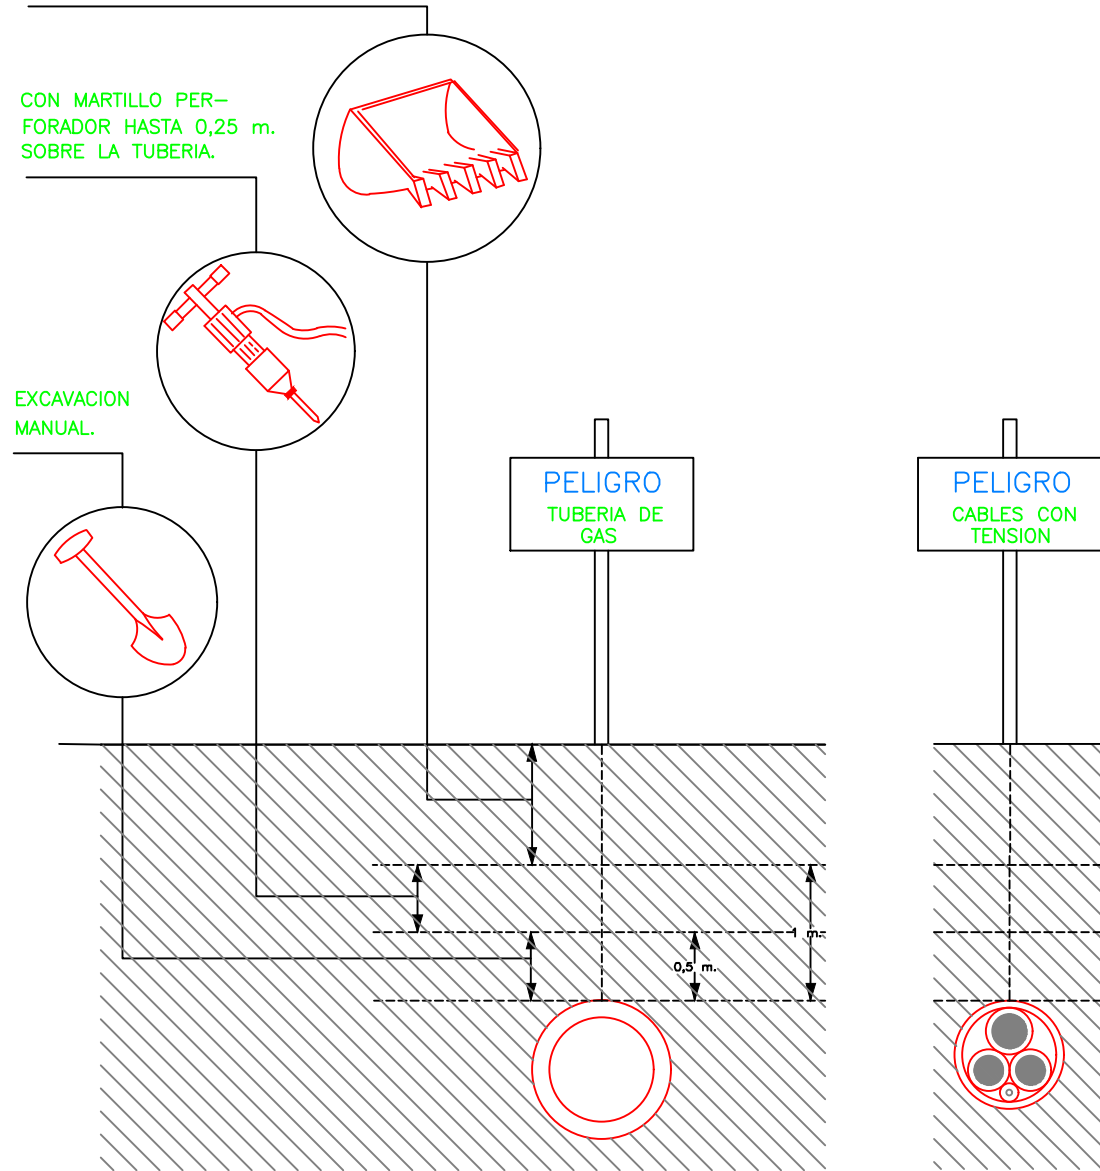 CON MARTILLO PER-
FORADOR HASTA 0,25 m.
SOBRE LA TUBERIA.
EXCAVACION
MANUAL.
PELIGRO
TUBERIA DE
GAS
PELIGRO
CABLES CON
TENSION
1 m.
0,5 m.